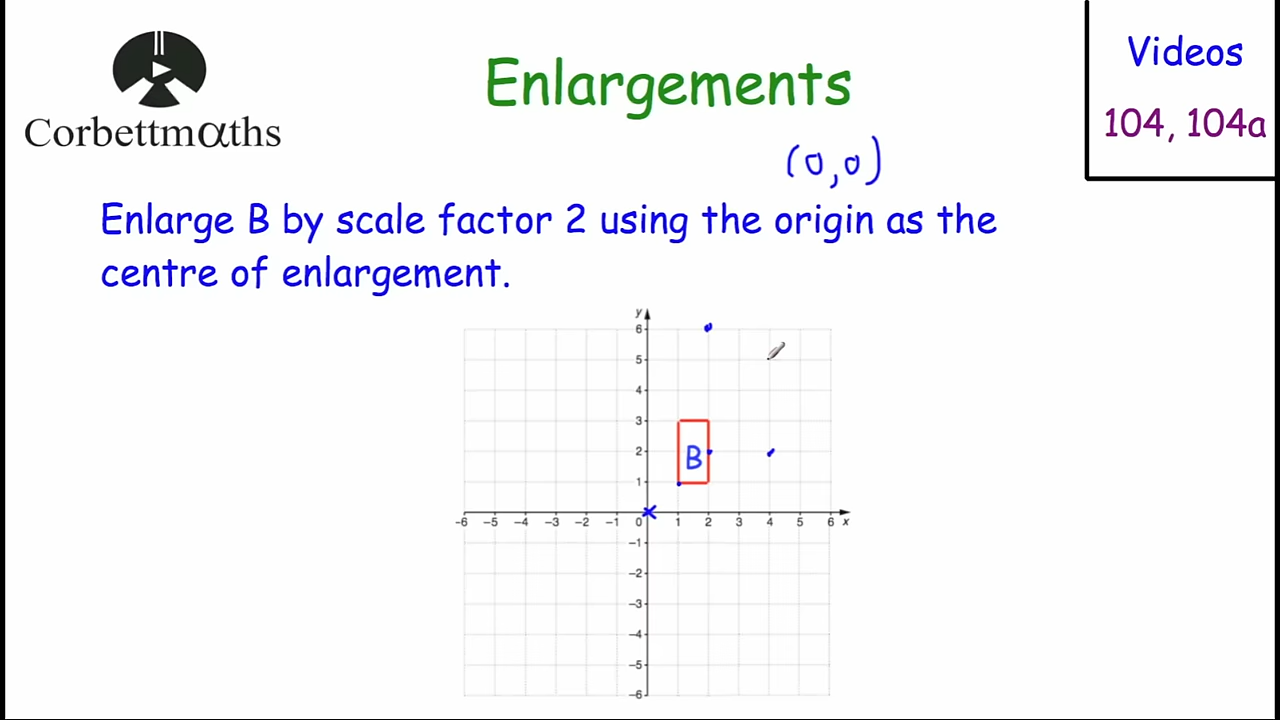 Corbettmαths
Enlargements
Videos
104, 104a
(0,0)
Enlarge B by scale factor 2 using the origin as the
centre of enlargement.
y
6
5
4
3
2
B
1
-6 -5 -4 -3 -2 -1 0 1 2 3 4 5 6 x
-1
-2
-3
-4
-5
-6